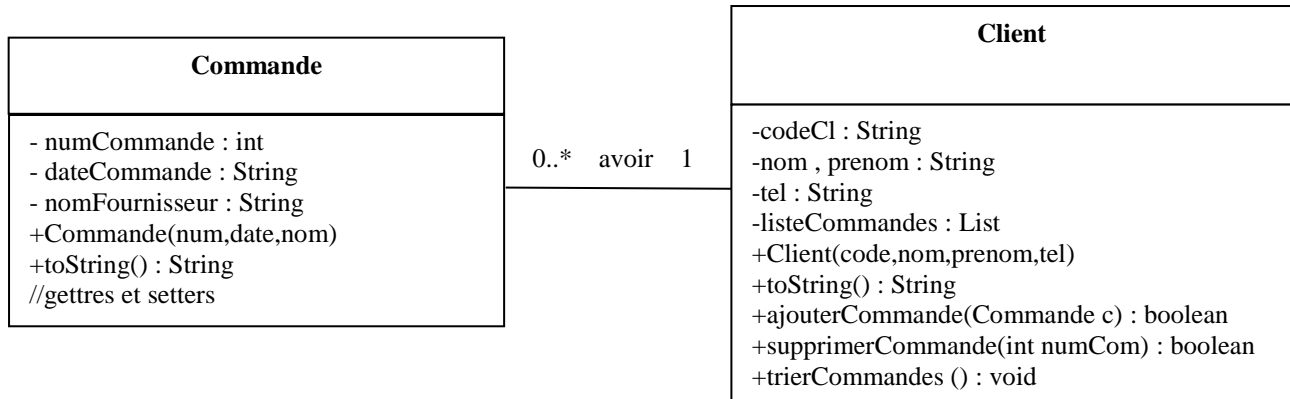 Commande
- numCommande : int
- dateCommande : String
- nomFournisseur : String
+Commande(num,date,nom)
+toString() : String
//gettres et setters
0..* avoir 1
Client
-codeCl : String
-nom , prenom : String
-tel : String
-listeCommandes : List
+Client(code,nom,prenom,tel)
+toString() : String
+ajouterCommande(Commande c) : boolean
+supprimerCommande(int numCom) : boolean
+trierCommandes () : void